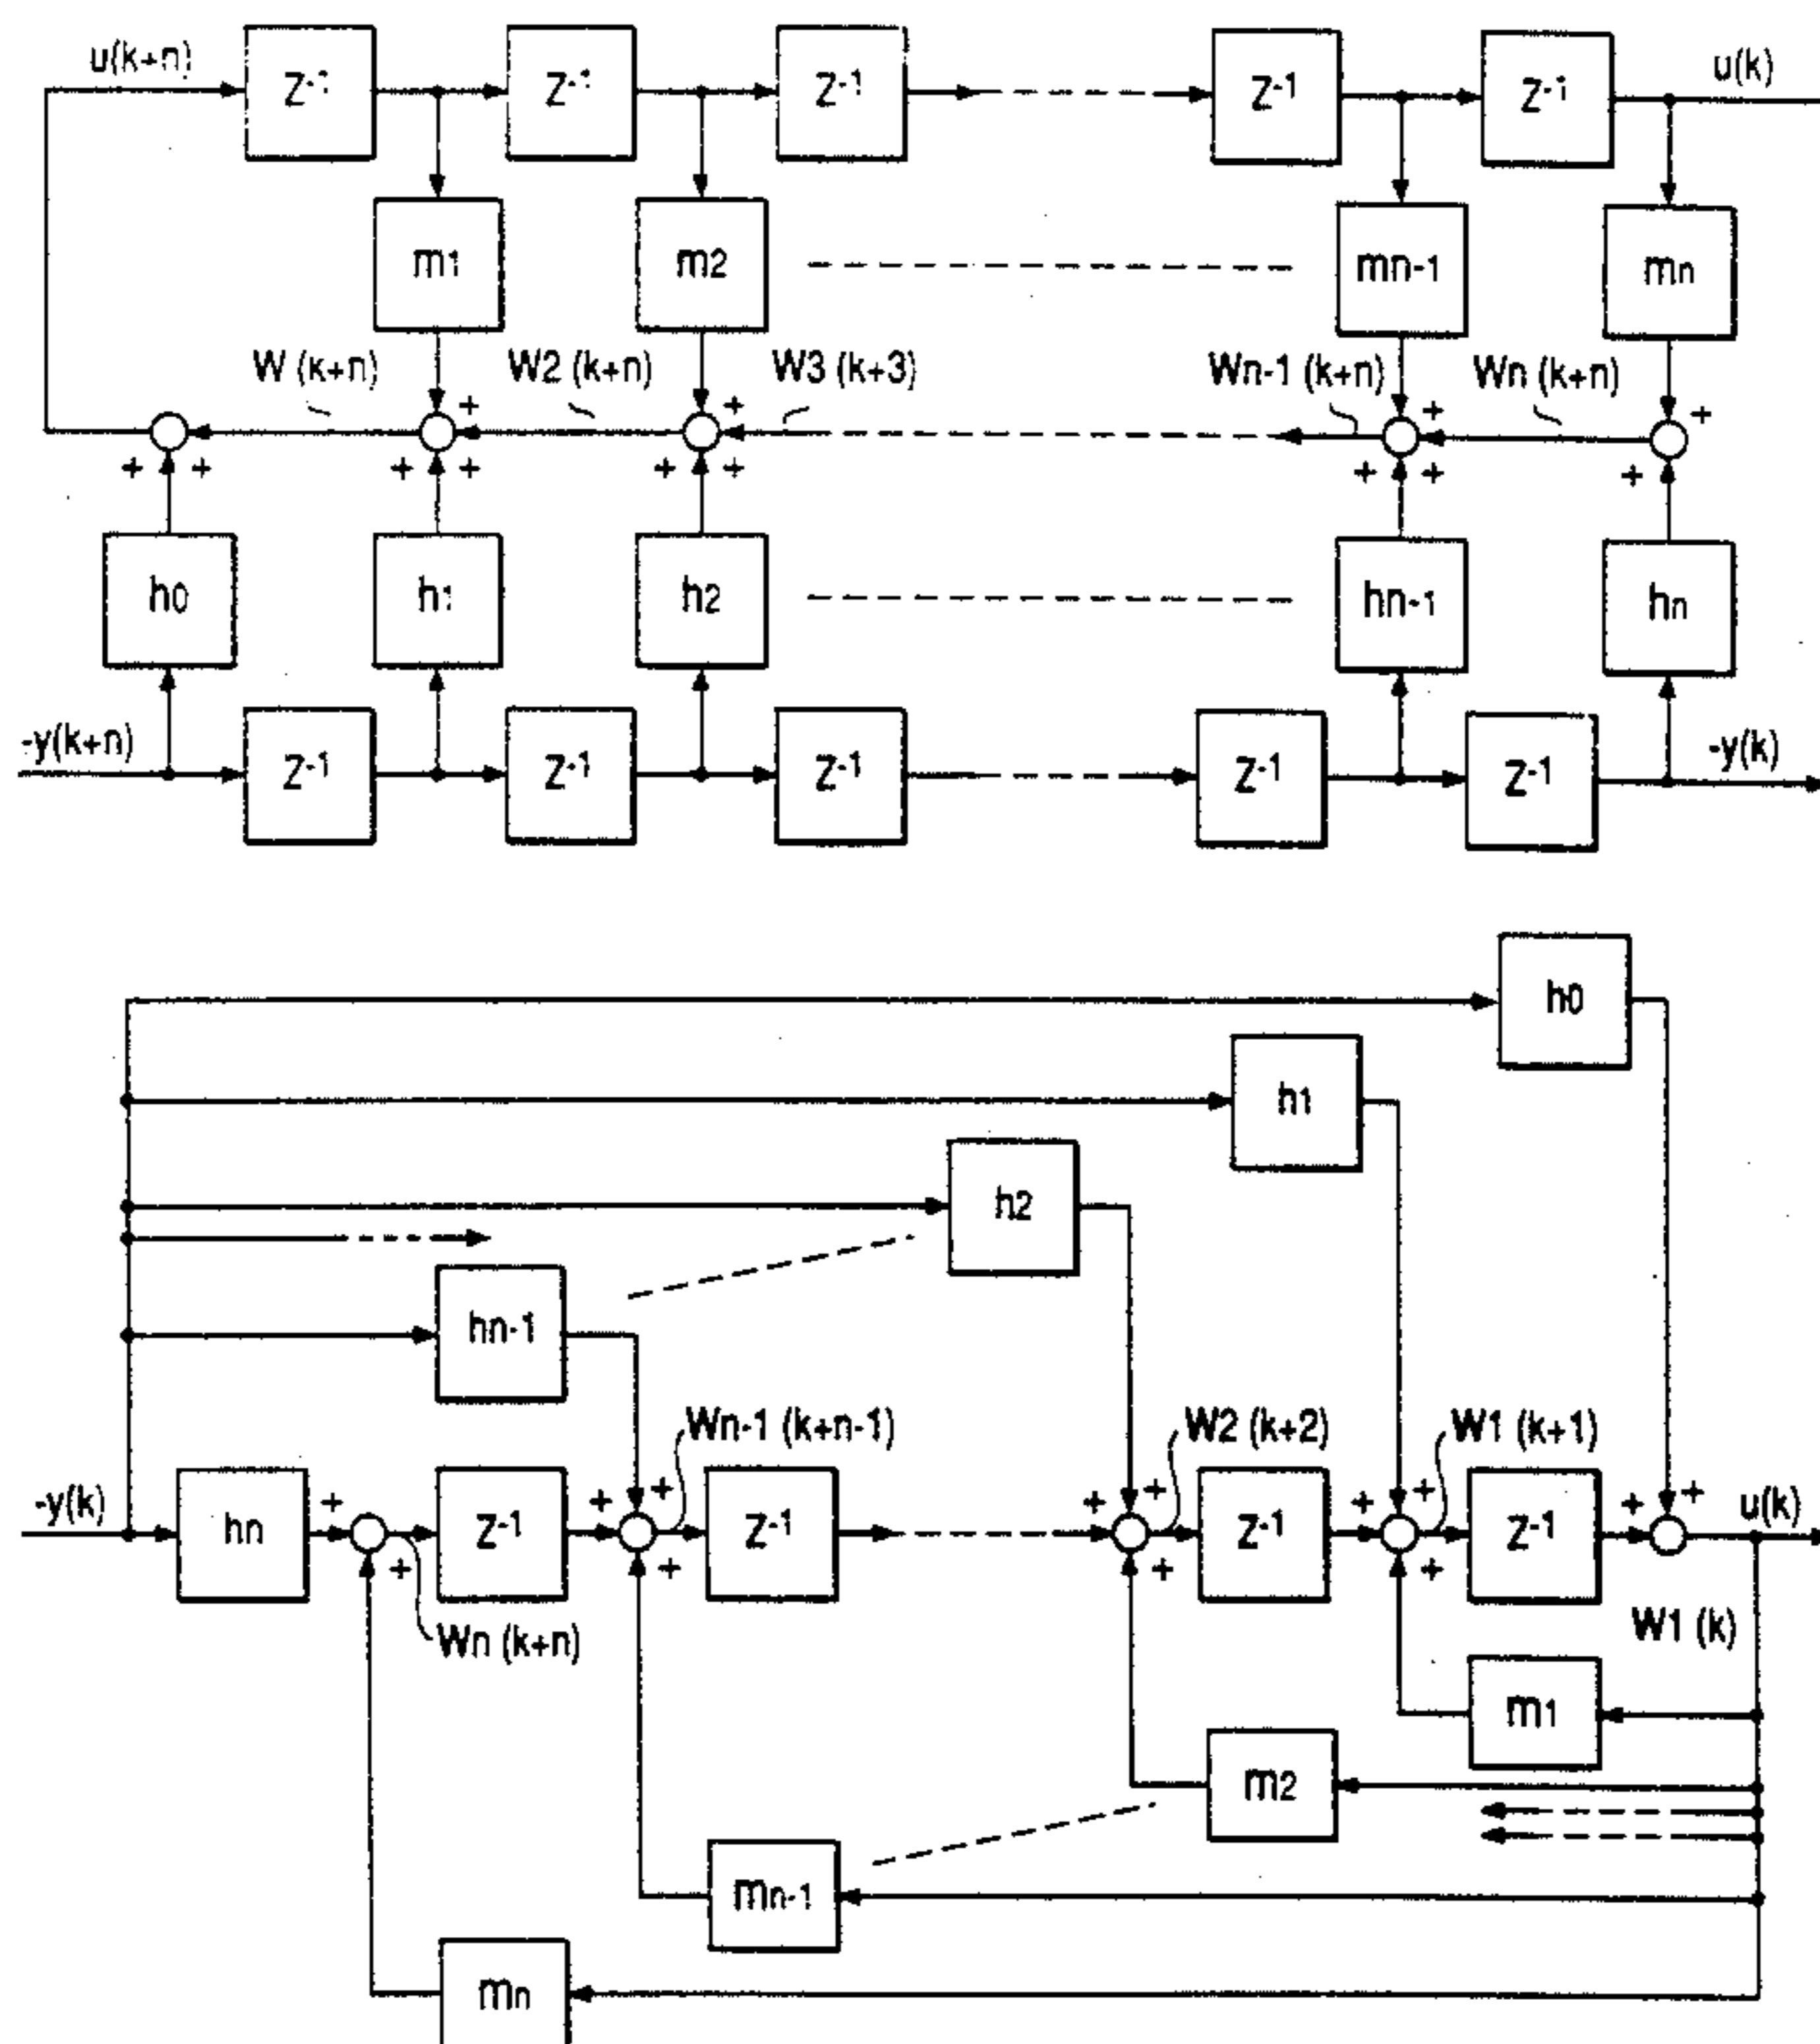 u(k+n) Z-1 Z-1 Z-1 Z-1 Z-1 u(k)
m1 m2 mn-1 mn
W (k+n) W2 (k+n) W3 (k+3) Wn-1 (k+n) Wn (k+n)
+ + + +
+ + + + + + + + +
h0 h1 h2 hn-1 hn
-y(k+n) Z-1 Z-1 Z-1 Z-1 Z-1 -y(k)
h0
h1
h2
hn-1
Wn-1 (k+n-1) W2 (k+2) W1 (k+1)
+ + + + + + + + +
-y(k) hn Z-1 Z-1 Z-1 Z-1 u(k)
+ + + +
Wn (k+n) W1 (k)
m1
m2
mn-1
mn